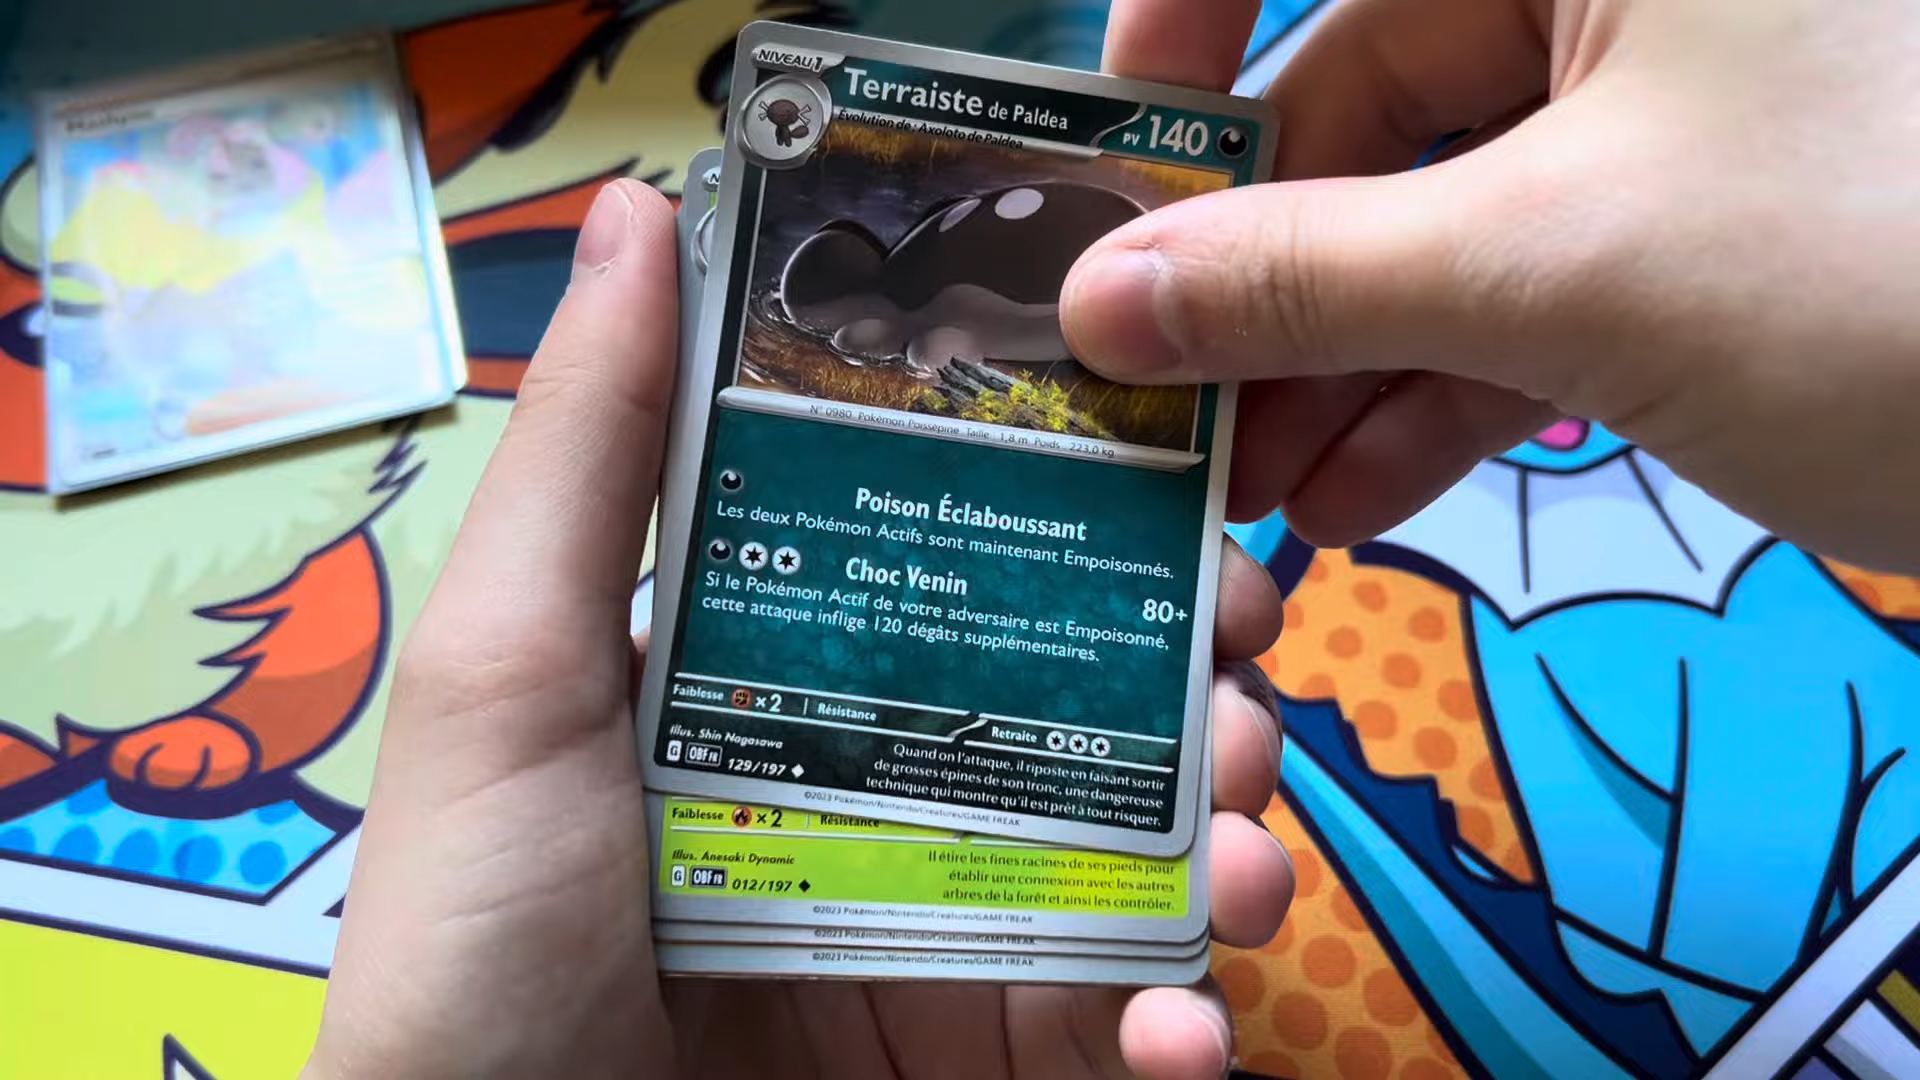 NIVEAU 1
Terraiste de Paldea
PV 140
Évolution de : Axoloto de Paldea
N° 0980 Pokémon Poissépine Taille : 1,8 m Poids : 223,0 kg
Poison Éclaboussant
Les deux Pokémon Actifs sont maintenant Empoisonnés.
Choc Venin
80+
Si le Pokémon Actif de votre adversaire est Empoisonné,
cette attaque inflige 120 dégâts supplémentaires.
Faiblesse ×2 Résistance
Retraite
Illus. Shin Nagasawa
G OBF FR 129/197
Quand on l'attaque, il riposte en faisant sortir
de grosses épines de son tronc, une dangereuse
technique qui montre qu'il est prêt à tout risquer.
©2023 Pokémon/Nintendo/Creatures/GAME FREAK
Faiblesse ×2 Résistance
Illus. Anesaki Dynamic
G OBF FR 012/197
Il étire les fines racines de ses pieds pour
établir une connexion avec les autres
arbres de la forêt et ainsi les contrôler.
©2023 Pokémon/Nintendo/Creatures/GAME FREAK
©2023 Pokémon/Nintendo/Creatures/GAME FREAK
©2023 Pokémon/Nintendo/Creatures/GAME FREAK